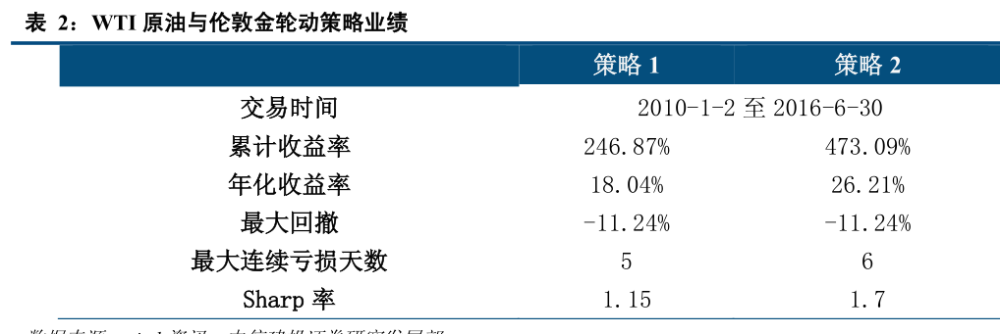 表 2：WTI 原油与伦敦金轮动策略业绩
策略 1 策略 2
交易时间 2010-1-2 至 2016-6-30
累计收益率 246.87% 473.09%
年化收益率 18.04% 26.21%
最大回撤 -11.24% -11.24%
最大连续亏损天数 5 6
Sharp 率 1.15 1.7